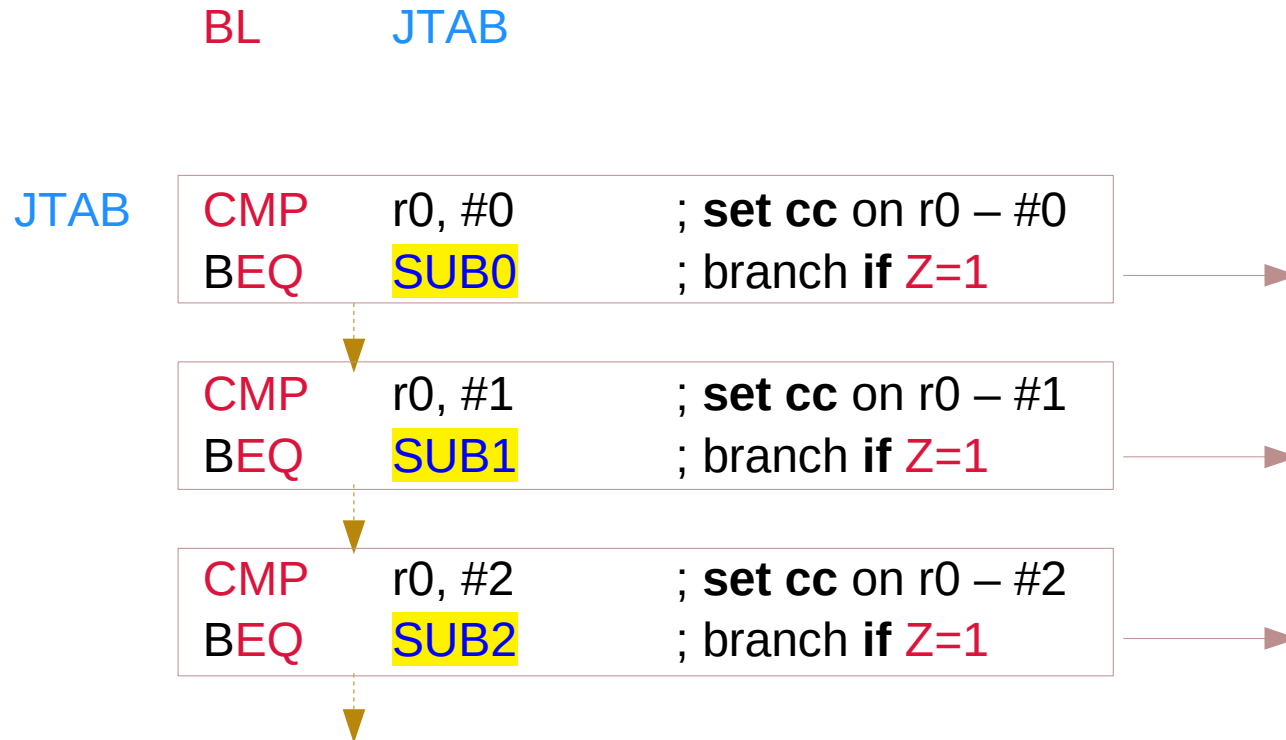 BL JTAB
JTAB CMP r0, #0 ; set cc on r0 – #0
BEQ SUB0 ; branch if Z=1
CMP r0, #1 ; set cc on r0 – #1
BEQ SUB1 ; branch if Z=1
CMP r0, #2 ; set cc on r0 – #2
BEQ SUB2 ; branch if Z=1